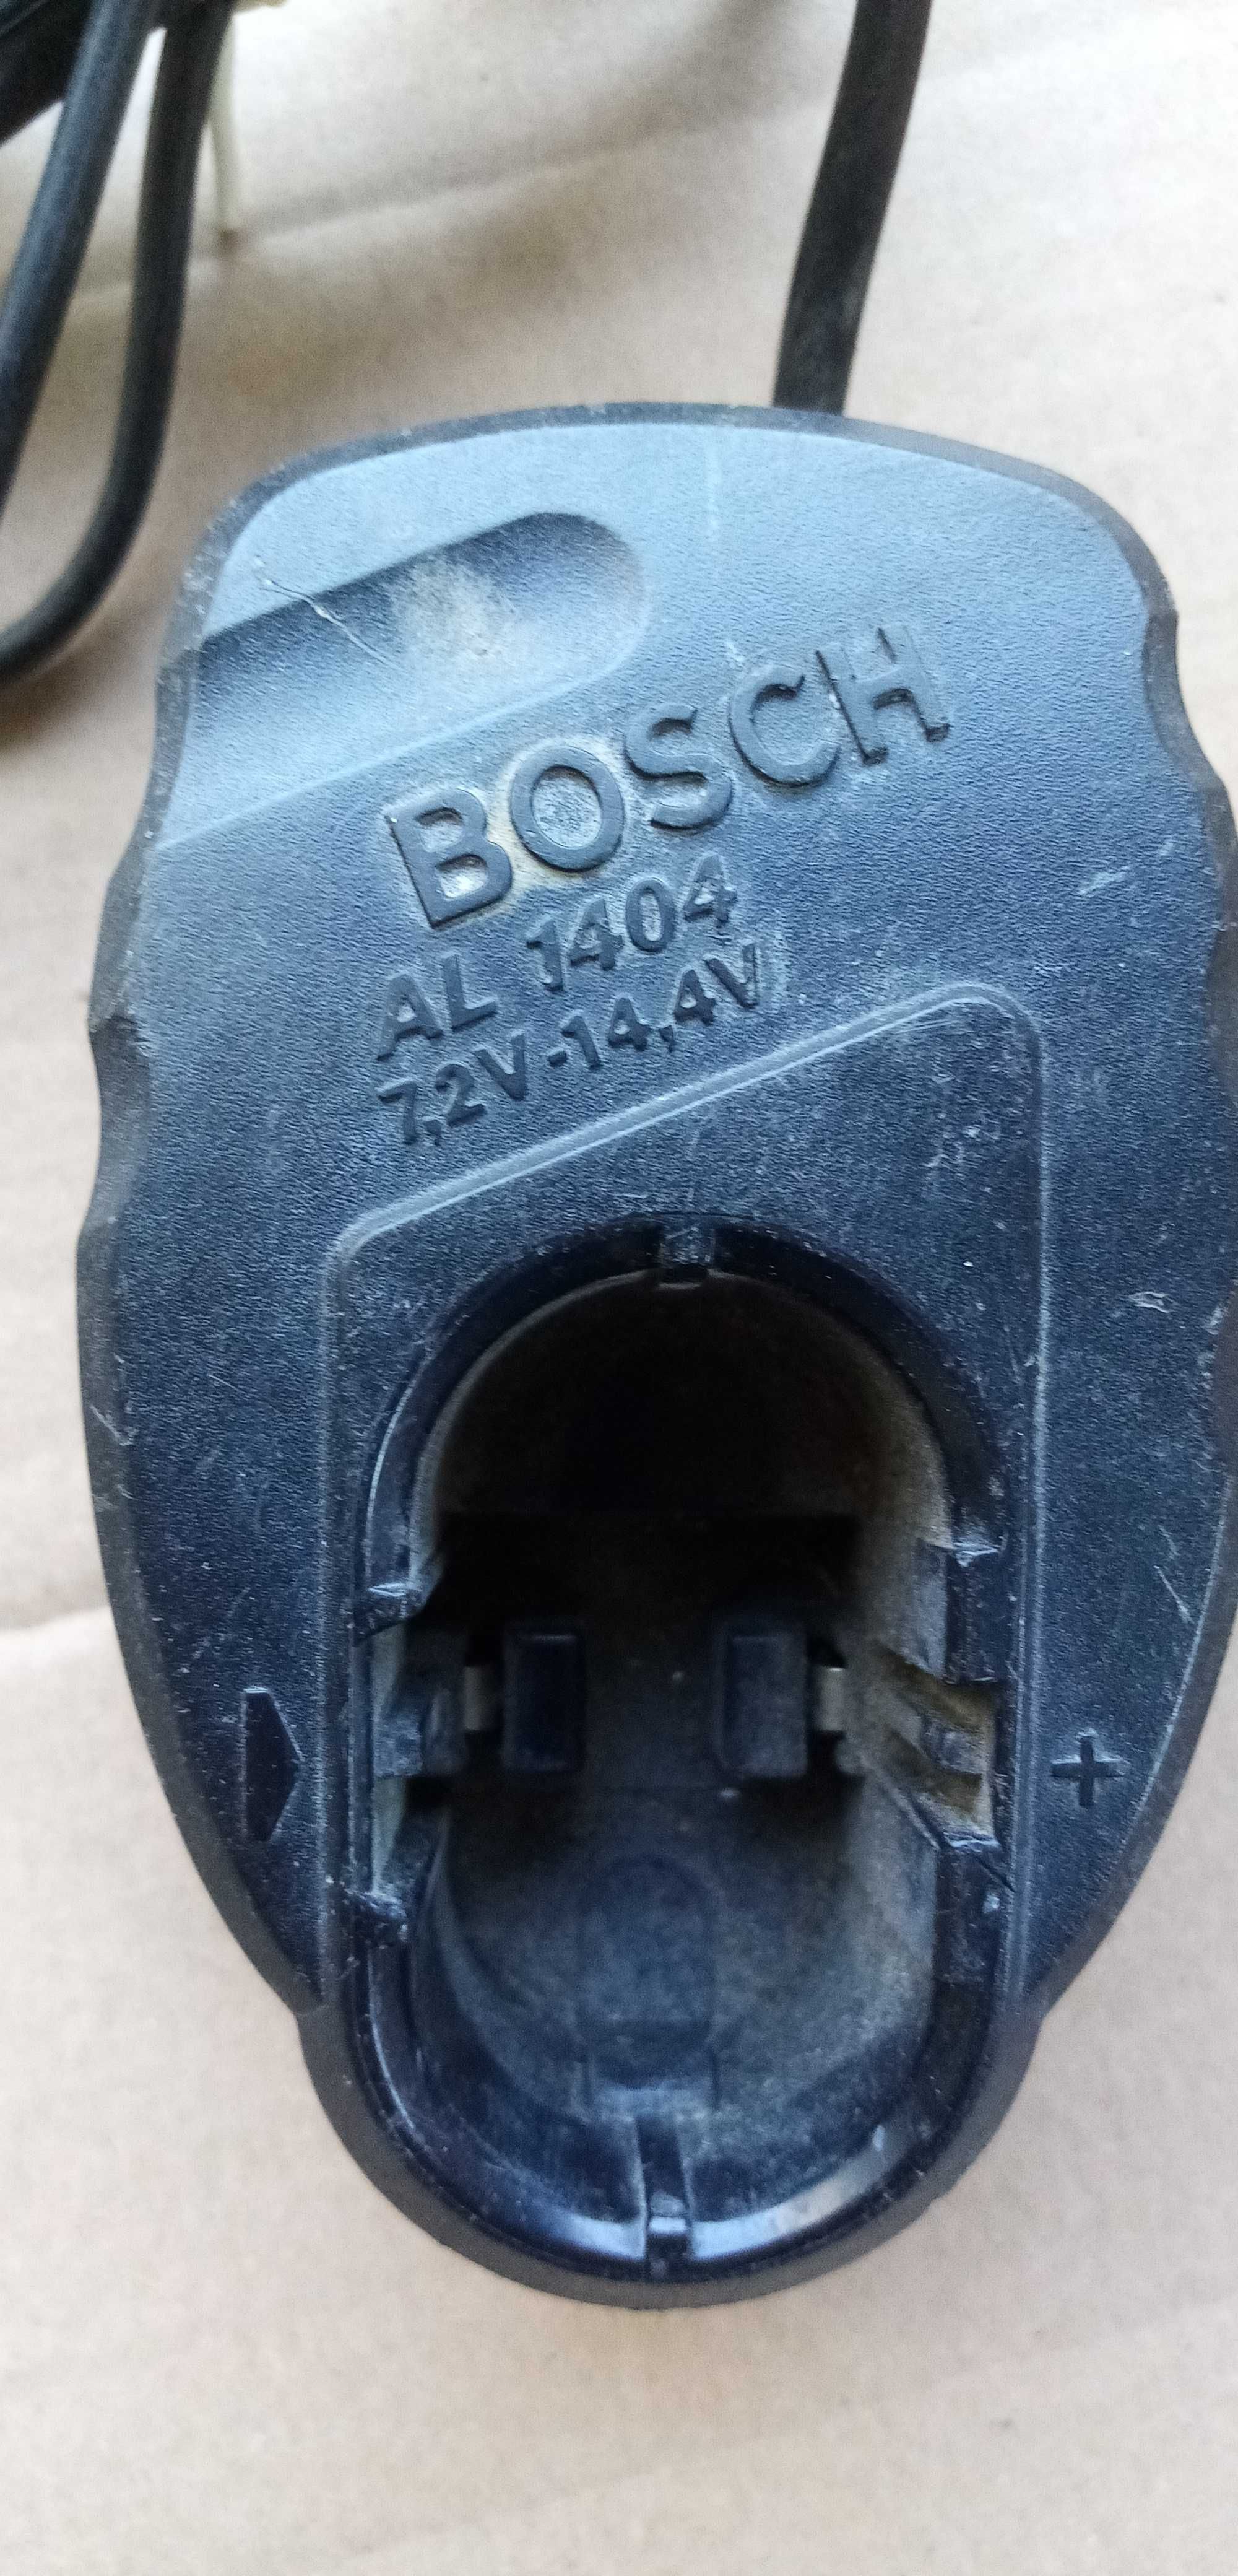 BOSCH
AL 1404
7,2V-14,4V
+